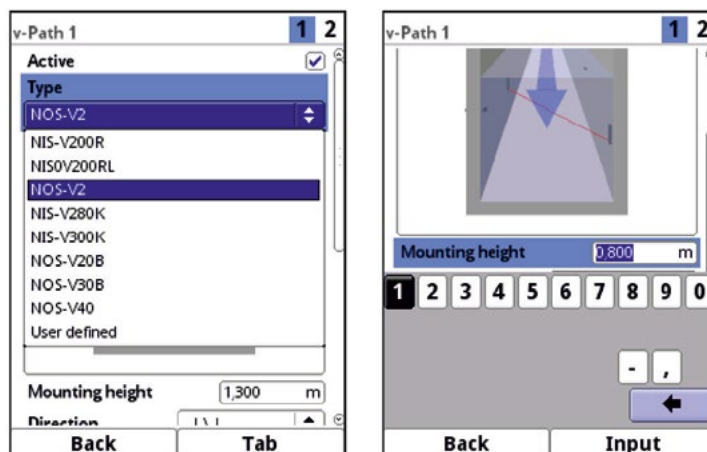 v-Path 1 1 2
Active
Type
NOS-V2
NIS-V200R
NIS0V200RL
NOS-V2
NIS-V280K
NIS-V300K
NOS-V20B
NOS-V30B
NOS-V40
User defined
Mounting height 1,300 m
Direction
Back Tab
v-Path 1 1 2
Mounting height 0,800 m
1 2 3 4 5 6 7 8 9 0
- ,
Back Input